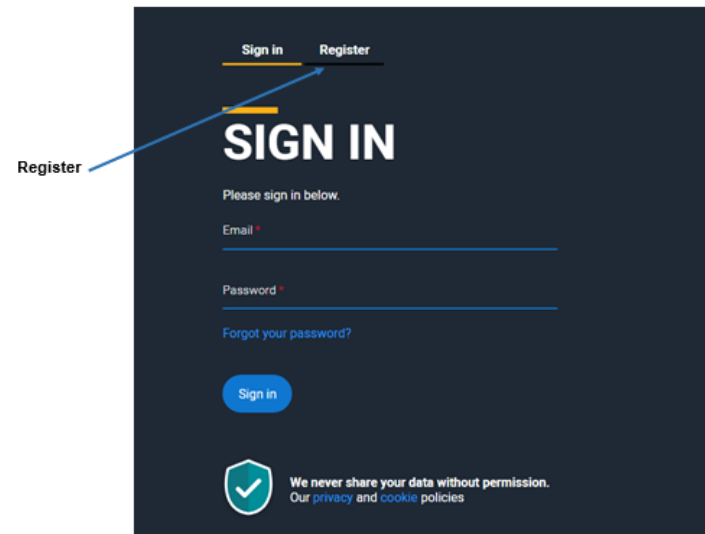 Sign in Register
SIGN IN
Register
Please sign in below.
Email *
Password *
Forgot your password?
Sign in
We never share your data without permission.
Our privacy and cookie policies